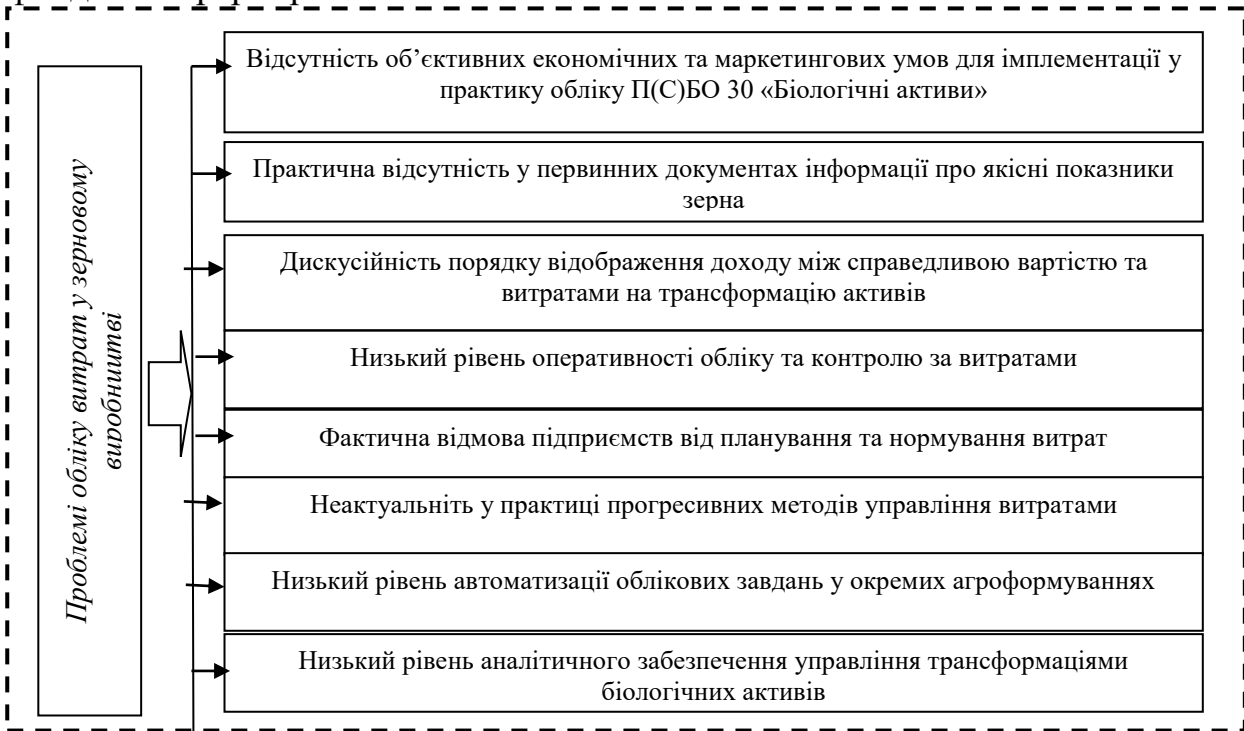 Проблемі обліку витрат у зерновому
виробництві
Відсутність об’єктивних економічних та маркетингових умов для імплементації у
практику обліку П(С)БО 30 «Біологічні активи»
Практична відсутність у первинних документах інформації про якісні показники
зерна
Дискусійність порядку відображення доходу між справедливою вартістю та
витратами на трансформацію активів
Низький рівень оперативності обліку та контролю за витратами
Фактична відмова підприємств від планування та нормування витрат
Неактуальніть у практиці прогресивних методів управління витратами
Низький рівень автоматизації облікових завдань у окремих агроформуваннях
Низький рівень аналітичного забезпечення управління трансформаціями
біологічних активів